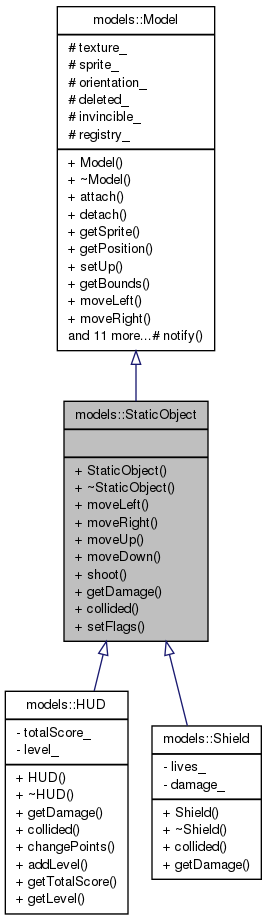 models::Model
# texture_
# sprite_
# orientation_
# deleted_
# invincible_
# registry_
+ Model()
+ ~Model()
+ attach()
+ detach()
+ getSprite()
+ getPosition()
+ setUp()
+ getBounds()
+ moveLeft()
+ moveRight()
and 11 more...# notify()
models::StaticObject
+ StaticObject()
+ ~StaticObject()
+ moveLeft()
+ moveRight()
+ moveUp()
+ moveDown()
+ shoot()
+ getDamage()
+ collided()
+ setFlags()
models::HUD
- totalScore_
- level_
+ HUD()
+ ~HUD()
+ getDamage()
+ collided()
+ changePoints()
+ addLevel()
+ getTotalScore()
+ getLevel()
models::Shield
- lives_
- damage_
+ Shield()
+ ~Shield()
+ collided()
+ getDamage()